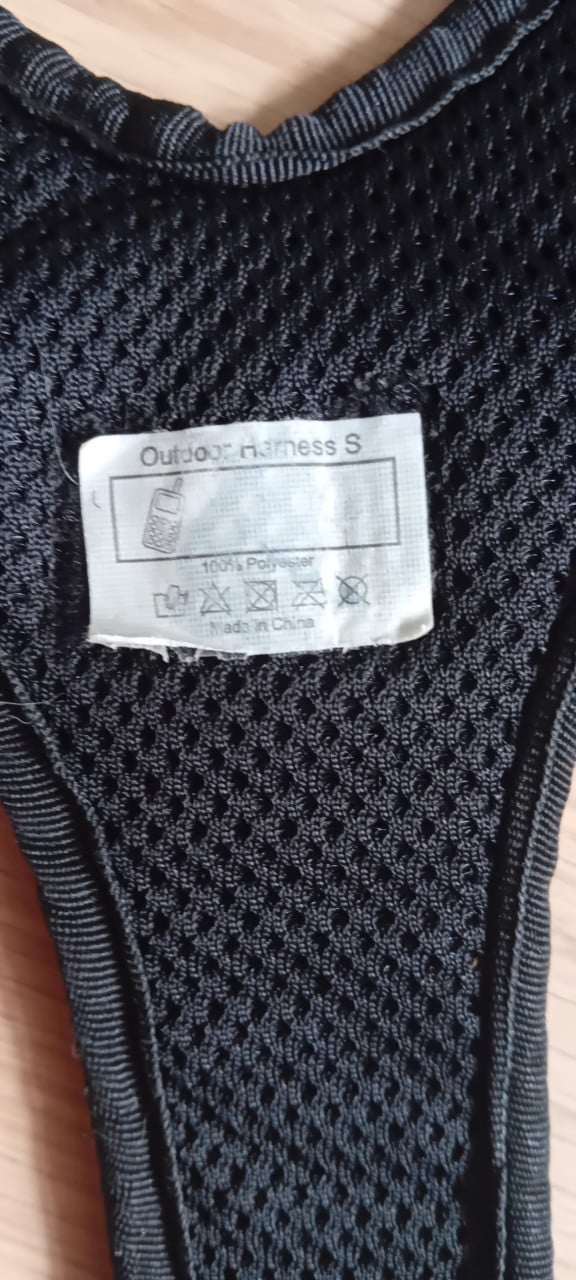 Outdoor Harness S
100% Polyester
Made in China